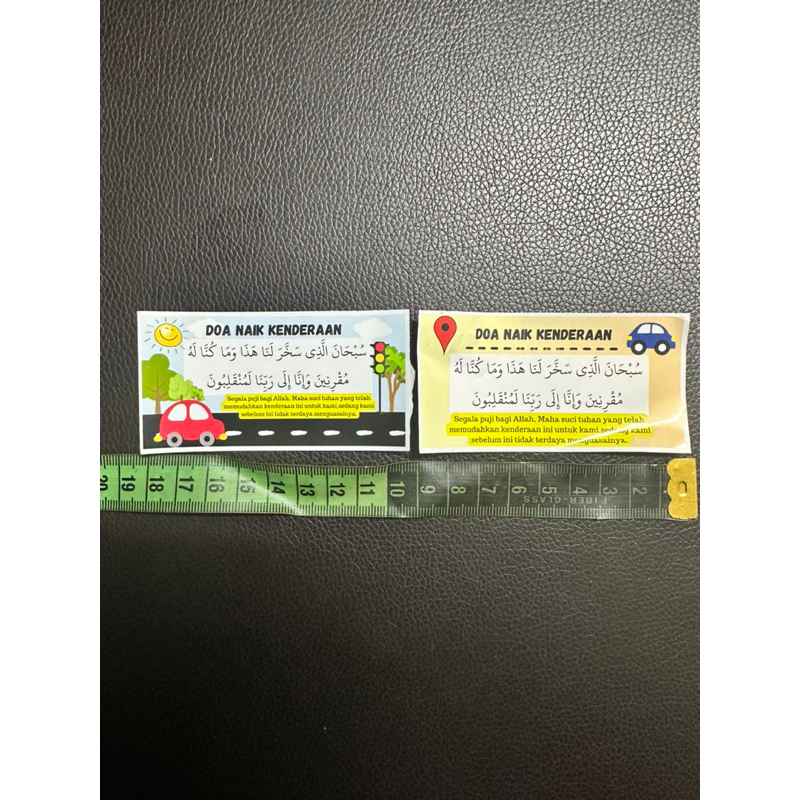 DOA NAIK KENDERAAN
سُبْحَانَ الَّذِى سَخَّرَ لَنَا هَذَا وَمَا كُنَّا لَهُ
مُقْرِنِينَ وَإِنَّا إِلَى رَبِّنَا لَمُنْقَلِبُونَ
Segala puji bagi Allah, Maha suci tuhan yang telah
memudahkan kenderaan ini untuk kami,sedang kami
sebelum ini tidak terdaya menguasainya..
DOA NAIK KENDERAAN
سُبْحَانَ الَّذِى سَخَّرَ لَنَا هَذَا وَمَا كُنَّا لَهُ
مُقْرِنِينَ وَإِنَّا إِلَى رَبِّنَا لَمُنْقَلِبُونَ
Segala puji bagi Allah, Maha suci tuhan yang telah
memudahkan kenderaan ini untuk kami,sedang kami
sebelum ini tidak terdaya menguasainya..
20 19 18 17 16 15 14 13 12 11 10 9 8 7 6 5 4 3 2
FIBER-GLASS